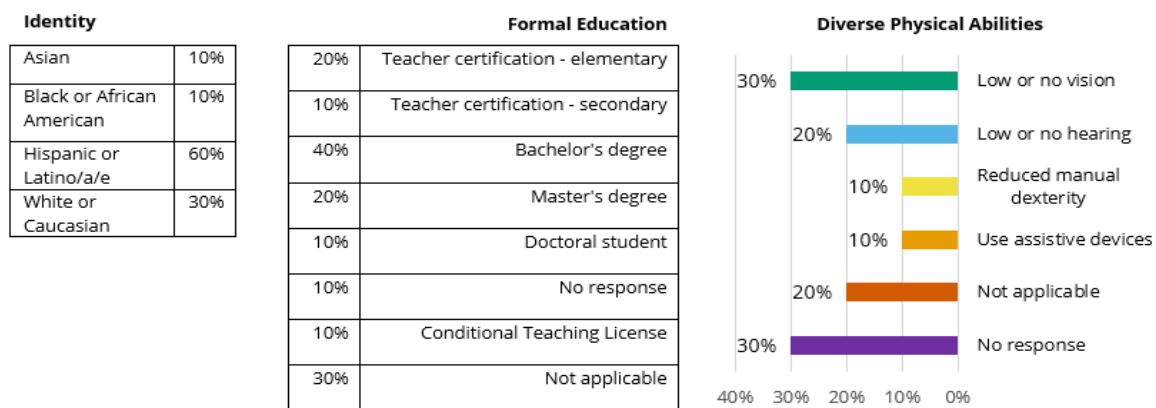 Identity
Asian 10%
Black or African 10%
American
Hispanic or 60%
Latino/a/e
White or 30%
Caucasian
Formal Education
20% Teacher certification - elementary
10% Teacher certification - secondary
40% Bachelor's degree
20% Master's degree
10% Doctoral student
10% No response
10% Conditional Teaching License
30% Not applicable
Diverse Physical Abilities
30% Low or no vision
20% Low or no hearing
10% Reduced manual
dexterity
10% Use assistive devices
20% Not applicable
30% No response
40% 30% 20% 10% 0%